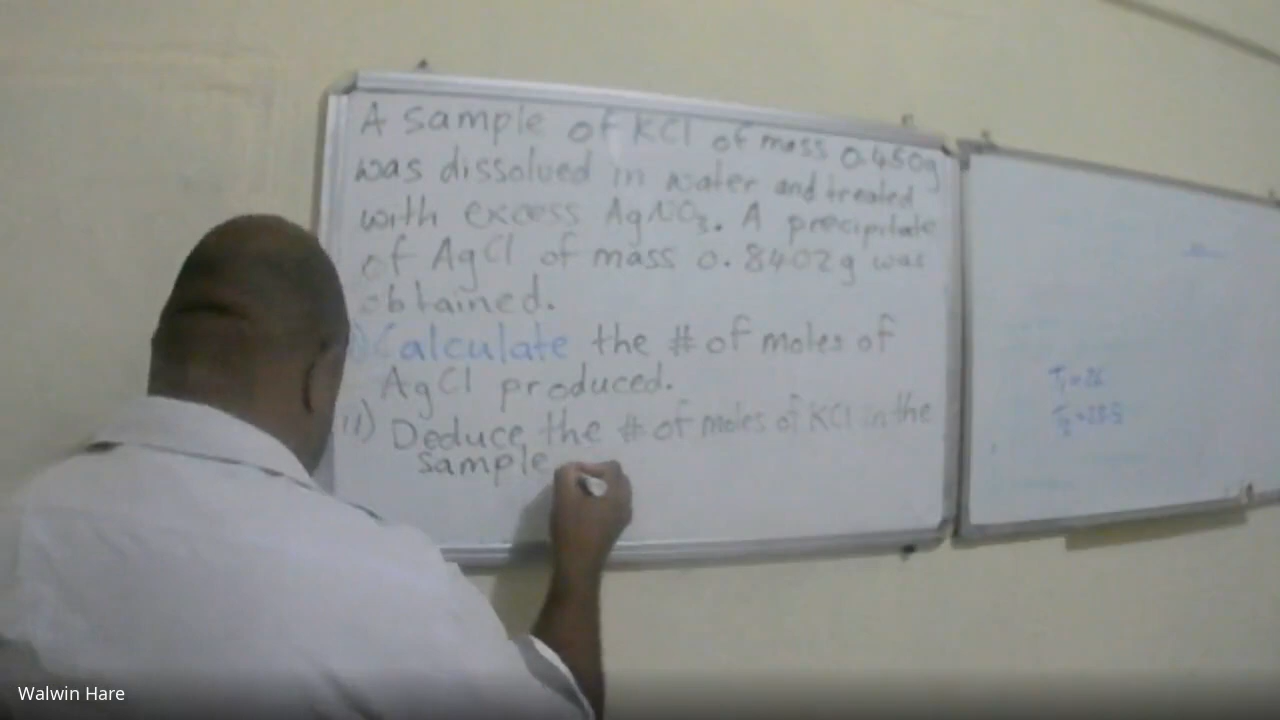 A sample of KCl of mass 0.450g
was dissolved in water and treated
with excess AgNO₃. A precipitate
of AgCl of mass 0.8402g was
obtained.
Calculate the # of moles of
AgCl produced.
ii) Deduce the # of moles of KCl in the
sample
Walwin Hare